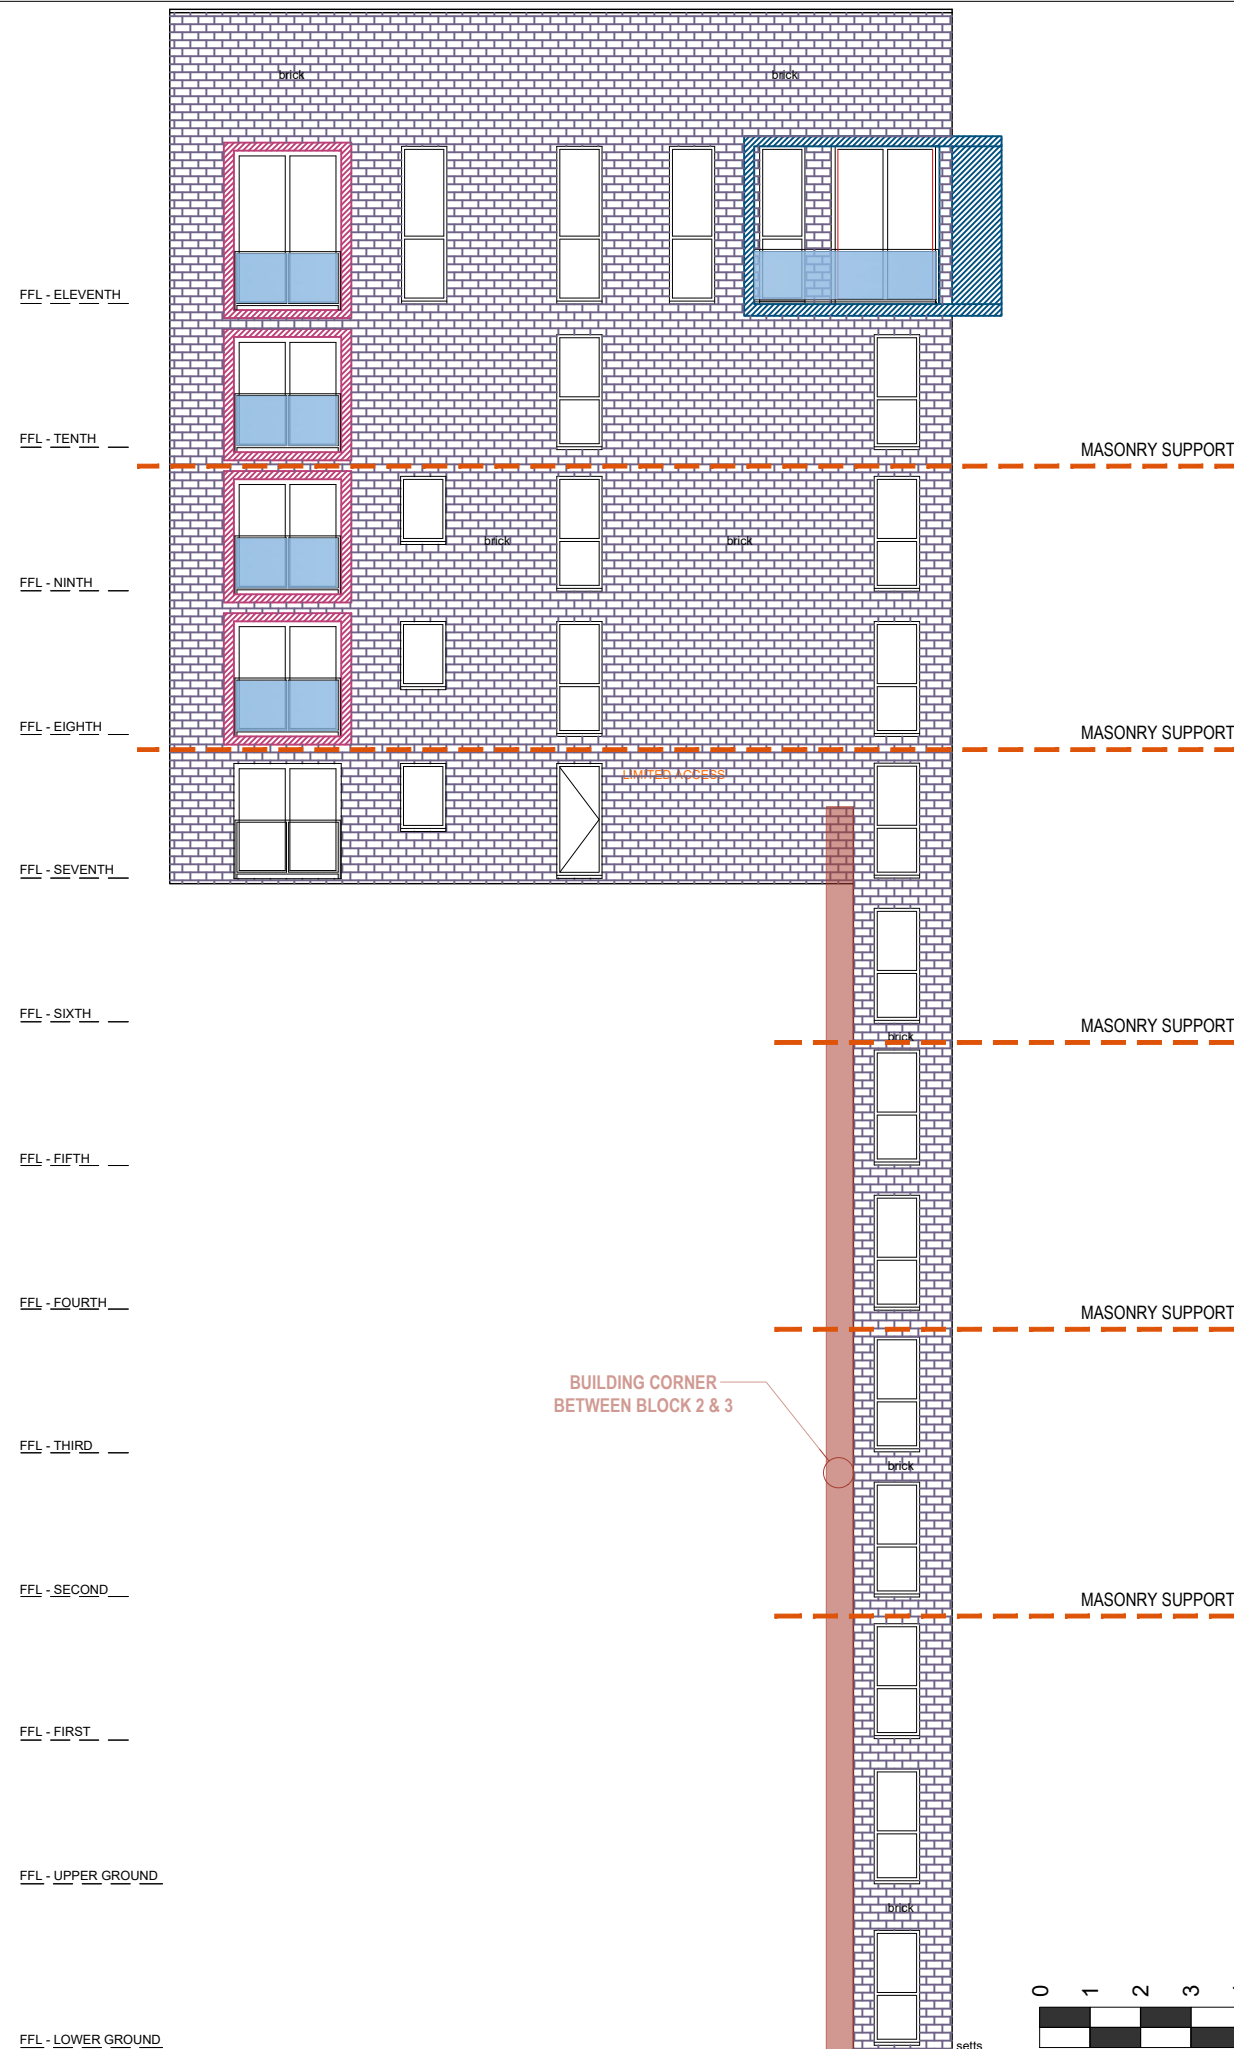 brick
brick
FFL - ELEVENTH
FFL - TENTH
MASONRY SUPPORT
brick
brick
FFL - NINTH
FFL - EIGHTH
MASONRY SUPPORT
LIMITED ACCESS
FFL - SEVENTH
FFL - SIXTH
MASONRY SUPPORT
brick
FFL - FIFTH
FFL - FOURTH
MASONRY SUPPORT
BUILDING CORNER
BETWEEN BLOCK 2 & 3
FFL - THIRD
brick
FFL - SECOND
MASONRY SUPPORT
FFL - FIRST
FFL - UPPER GROUND
brick
0 1 2 3
FFL - LOWER GROUND
setts